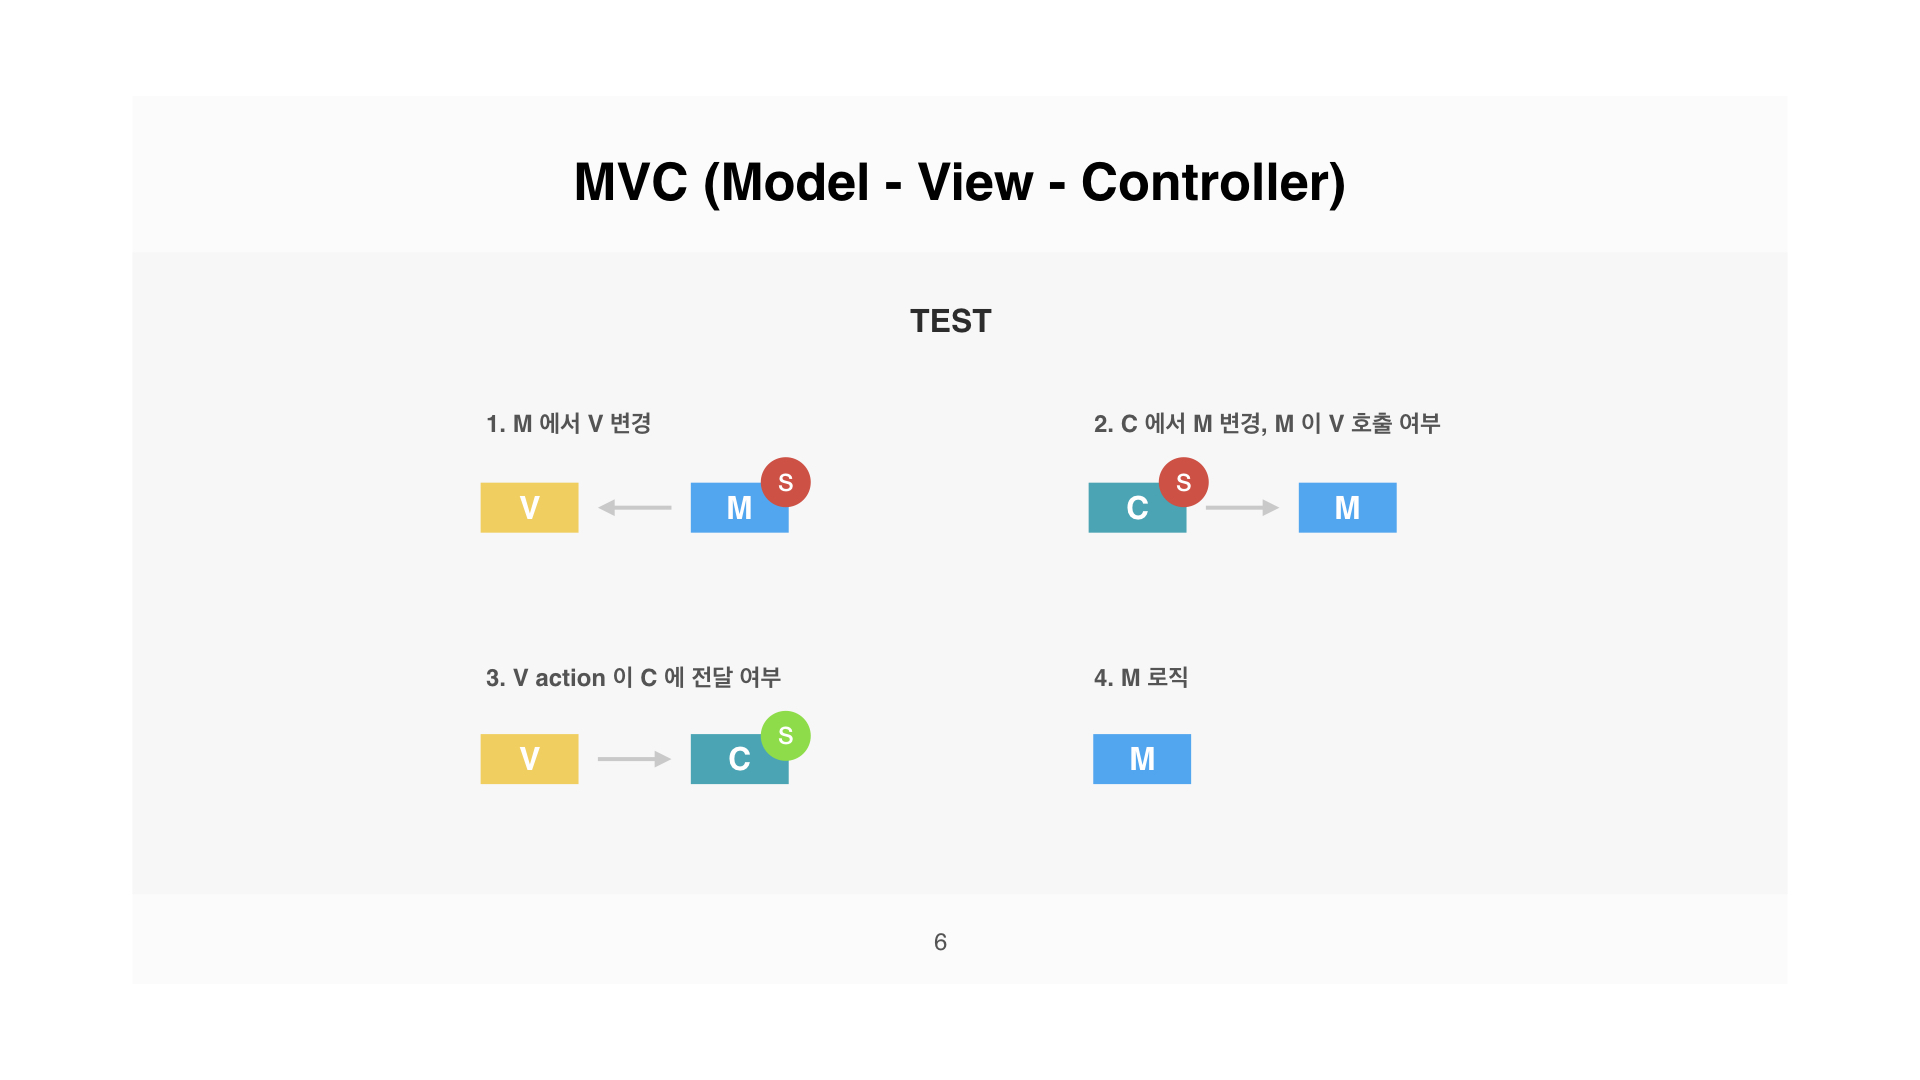 MVC (Model - View - Controller)
TEST
1. M 에서 V 변경
V
M
S
2. C 에서 M 변경, M 이 V 호출 여부
C
S
M
3. V action 이 C 에 전달 여부
V
C
S
4. M 로직
M
6